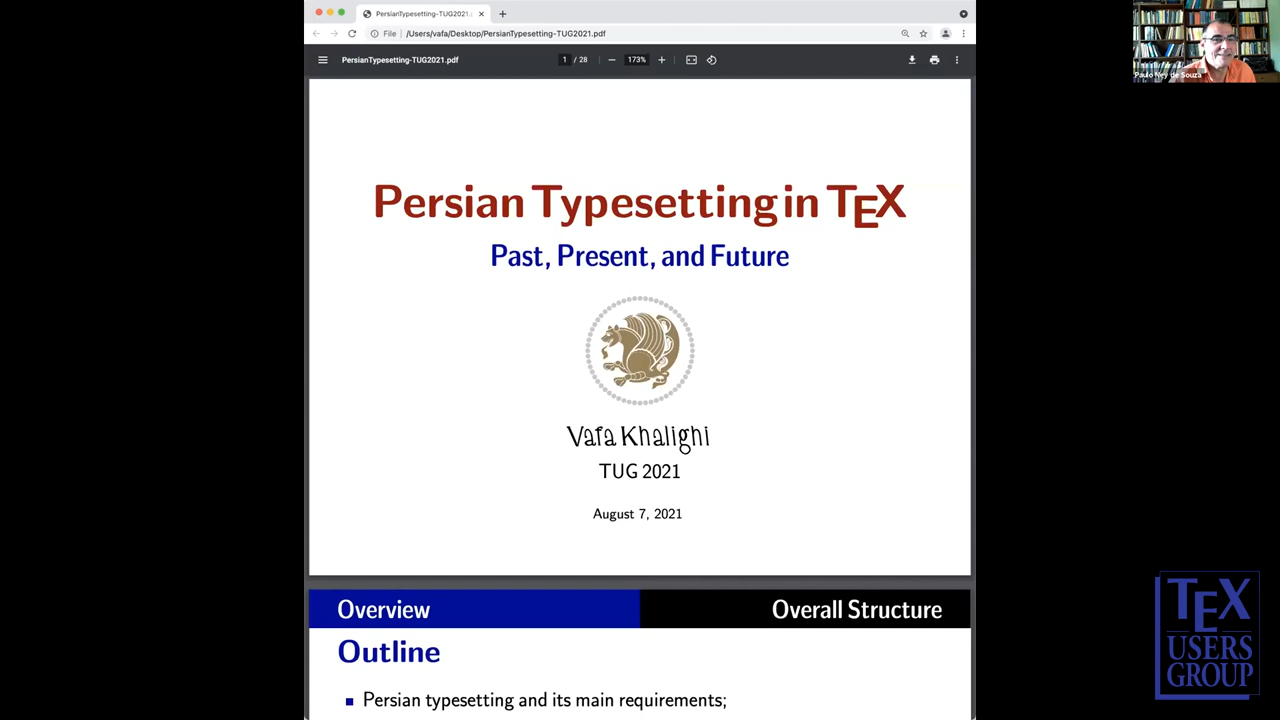 PersianTypesetting-TUG2021.
File | /Users/vafa/Desktop/PersianTypesetting-TUG2021.pdf
PersianTypesetting-TUG2021.pdf
1 / 28
173%
Paulo Ney de Souza
Persian Typesetting in TEX
Past, Present, and Future
Vafa Khalighi
TUG 2021
August 7, 2021
Overview
Overall Structure
Outline
Persian typesetting and its main requirements;
TEX
USERS
GROUP